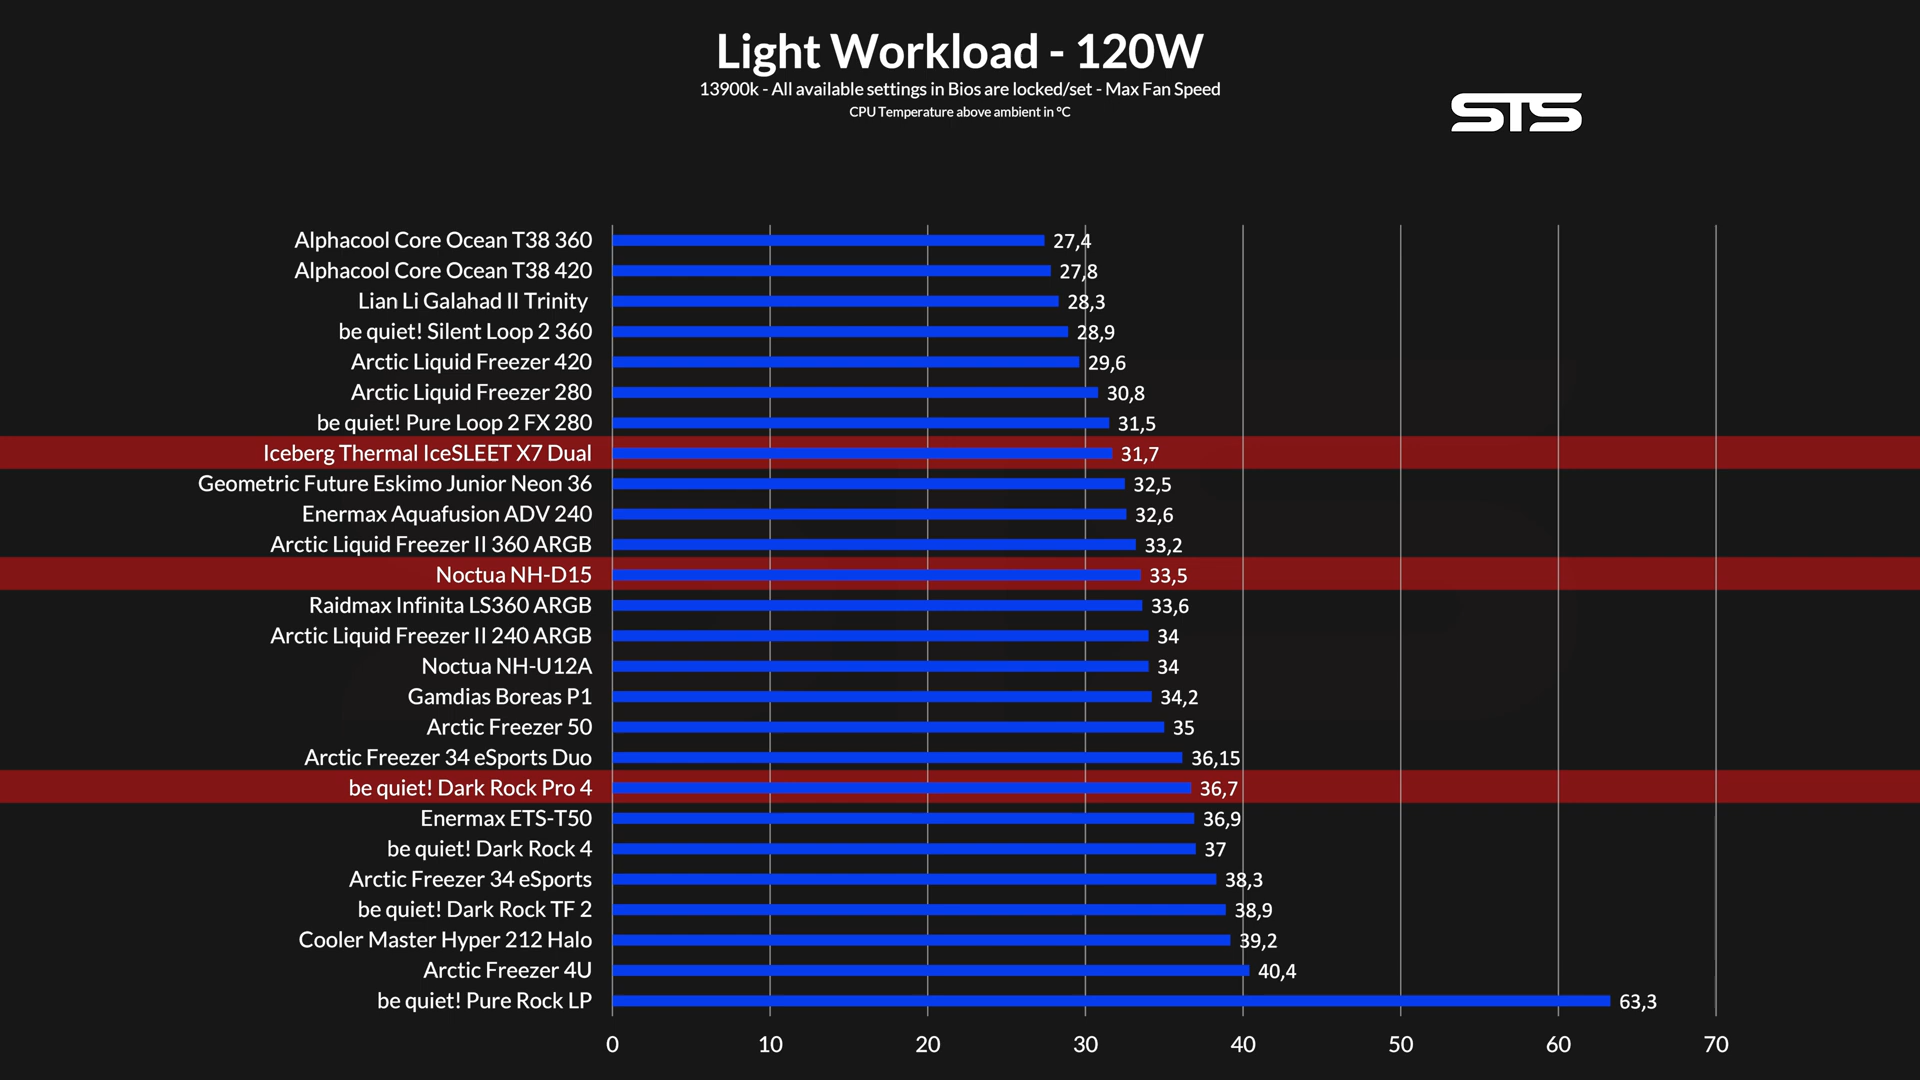 Light Workload - 120W
13900k - All available settings in Bios are locked/set - Max Fan Speed
CPU Temperature above ambient in °C
STS
Alphacool Core Ocean T38 360 27,4
Alphacool Core Ocean T38 420 27,8
Lian Li Galahad II Trinity 28,3
be quiet! Silent Loop 2 360 28,9
Arctic Liquid Freezer 420 29,6
Arctic Liquid Freezer 280 30,8
be quiet! Pure Loop 2 FX 280 31,5
Iceberg Thermal IceSLEET X7 Dual 31,7
Geometric Future Eskimo Junior Neon 36 32,5
Enermax Aquafusion ADV 240 32,6
Arctic Liquid Freezer II 360 ARGB 33,2
Noctua NH-D15 33,5
Raidmax Infinita LS360 ARGB 33,6
Arctic Liquid Freezer II 240 ARGB 34
Noctua NH-U12A 34
Gamdias Boreas P1 34,2
Arctic Freezer 50 35
Arctic Freezer 34 eSports Duo 36,15
be quiet! Dark Rock Pro 4 36,7
Enermax ETS-T50 36,9
be quiet! Dark Rock 4 37
Arctic Freezer 34 eSports 38,3
be quiet! Dark Rock TF 2 38,9
Cooler Master Hyper 212 Halo 39,2
Arctic Freezer 4U 40,4
be quiet! Pure Rock LP 63,3
0 10 20 30 40 50 60 70